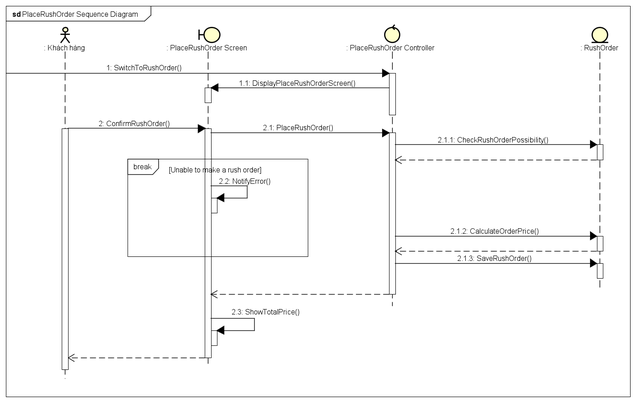 sd PlaceRushOrder Sequence Diagram
: Khách hàng
: PlaceRushOrder Screen
: PlaceRushOrder Controller
: RushOrder
1: SwitchToRushOrder()
1.1: DisplayPlaceRushOrderScreen()
2: ConfirmRushOrder()
2.1: PlaceRushOrder()
2.1.1: CheckRushOrderPossibility()
break
[Unable to make a rush order]
2.2: NotifyError()
2.1.2: CalculateOrderPrice()
2.1.3: SaveRushOrder()
2.3: ShowTotalPrice()